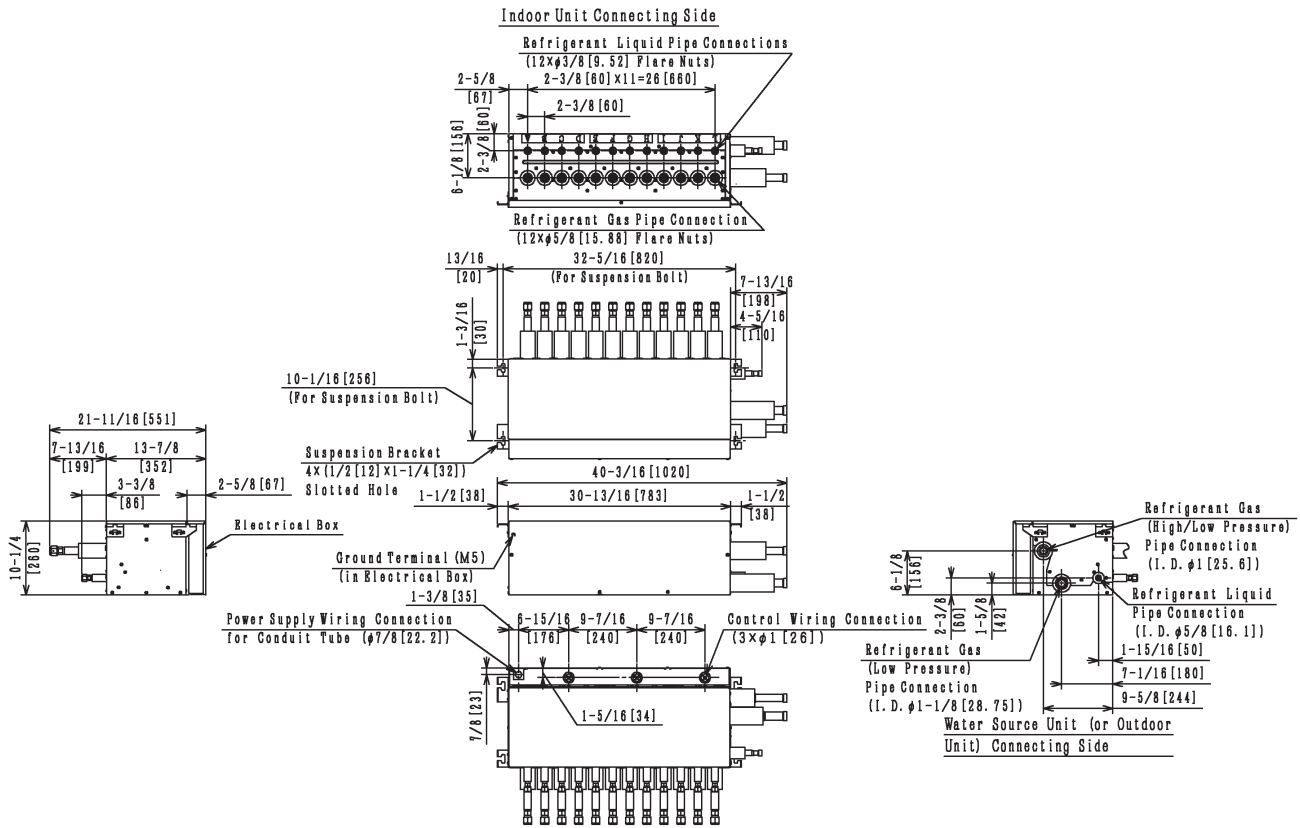 Indoor Unit Connecting Side
Refrigerant Liquid Pipe Connections
(12×φ3/8 [9.52] Flare Nuts)
2-5/8
[67]
2-3/8 [60] ×11=26 [660]
2-3/8 [60]
6-1/8 [156]
2-3/8 [60]
Refrigerant Gas Pipe Connection
(12×φ5/8 [15.88] Flare Nuts)
13/16
[20]
32-5/16 [820]
(For Suspension Bolt)
7-13/16
[198]
4-5/16
[110]
1-3/16
[30]
10-1/16 [256]
(For Suspension Bolt)
Suspension Bracket
4×(1/2 [12] ×1-1/4 [32])
Slotted Hole
21-11/16 [551]
7-13/16
[199]
13-7/8
[352]
3-3/8
[86]
2-5/8 [67]
10-1/4
[260]
Electrical Box
40-3/16 [1020]
1-1/2 [38]
30-13/16 [783]
1-1/2
[38]
Ground Terminal (M5)
(in Electrical Box)
1-3/8 [35]
Power Supply Wiring Connection
for Conduit Tube (φ7/8 [22.2])
6-15/16
[176]
9-7/16
[240]
9-7/16
[240]
Control Wiring Connection
(3×φ1 [26])
7/8 [23]
1-5/16 [34]
Refrigerant Gas
(High/Low Pressure)
Pipe Connection
(I.D. φ1 [25.6])
6-1/8
[156]
2-3/8
[60]
1-5/8
[42]
Refrigerant Liquid
Pipe Connection
(I.D. φ5/8 [16.1])
Refrigerant Gas
(Low Pressure)
Pipe Connection
(I.D. φ1-1/8 [28.75])
1-15/16 [50]
7-1/16 [180]
9-5/8 [244]
Water Source Unit (or Outdoor
Unit) Connecting Side